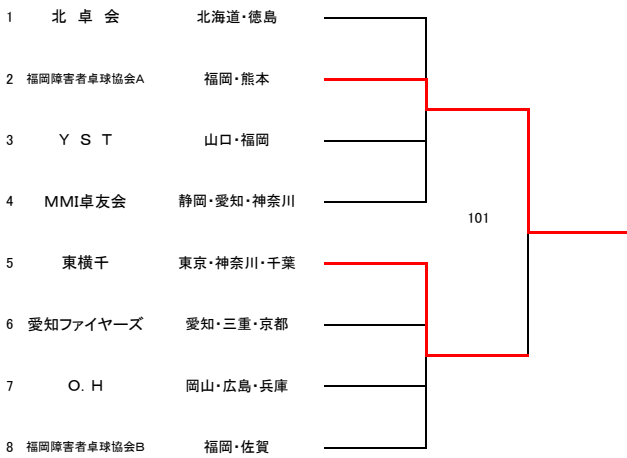 1 北 卓 会 北海道・徳島
2 福岡障害者卓球協会A 福岡・熊本
3 Y S T 山口・福岡
4 MMI卓友会 静岡・愛知・神奈川
101
5 東横千 東京・神奈川・千葉
6 愛知ファイヤーズ 愛知・三重・京都
7 O. H 岡山・広島・兵庫
8 福岡障害者卓球協会B 福岡・佐賀